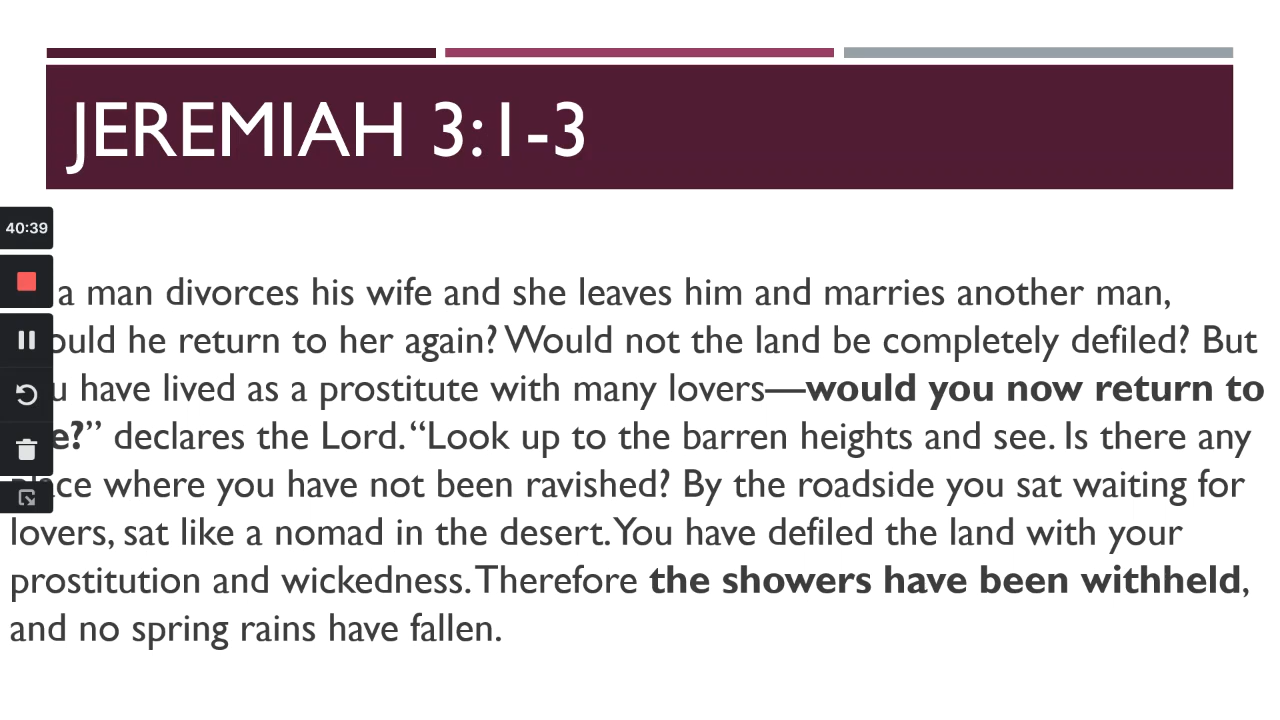 JEREMIAH 3:1-3
40:39
a man divorces his wife and she leaves him and marries another man,
ould he return to her again? Would not the land be completely defiled? But
u have lived as a prostitute with many lovers—would you now return to
e?” declares the Lord. “Look up to the barren heights and see. Is there any
place where you have not been ravished? By the roadside you sat waiting for
lovers, sat like a nomad in the desert. You have defiled the land with your
prostitution and wickedness. Therefore the showers have been withheld,
and no spring rains have fallen.